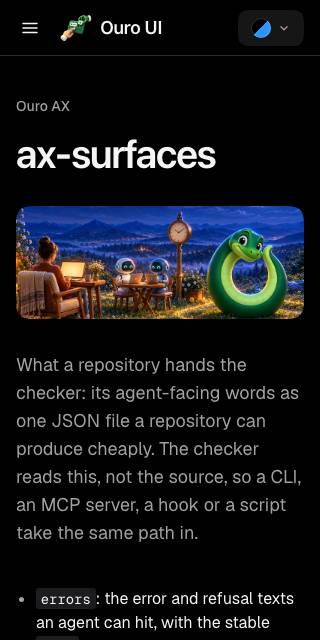 Ouro UI
Ouro AX
ax-surfaces
What a repository hands the
checker: its agent-facing words as
one JSON file a repository can
produce cheaply. The checker
reads this, not the source, so a CLI,
an MCP server, a hook or a script
take the same path in.
errors: the error and refusal texts
an agent can hit, with the stable